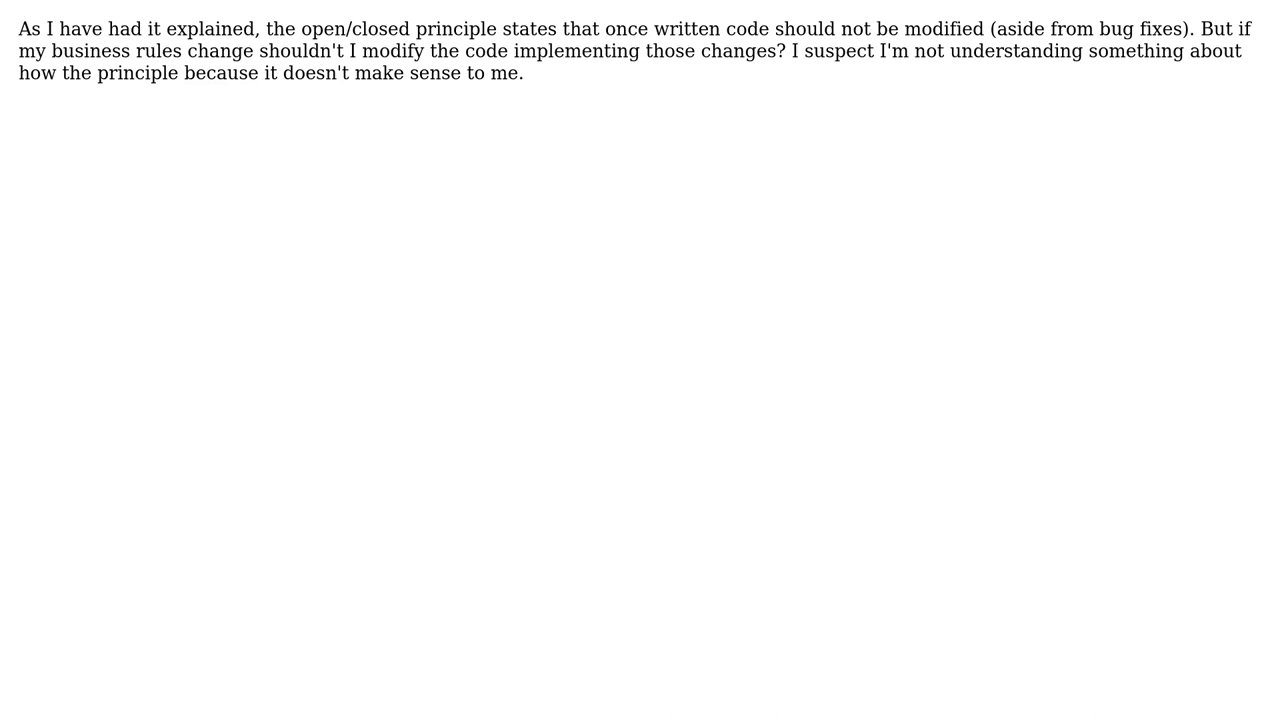 As I have had it explained, the open/closed principle states that once written code should not be modified (aside from bug fixes). But if
my business rules change shouldn't I modify the code implementing those changes? I suspect I'm not understanding something about
how the principle because it doesn't make sense to me.